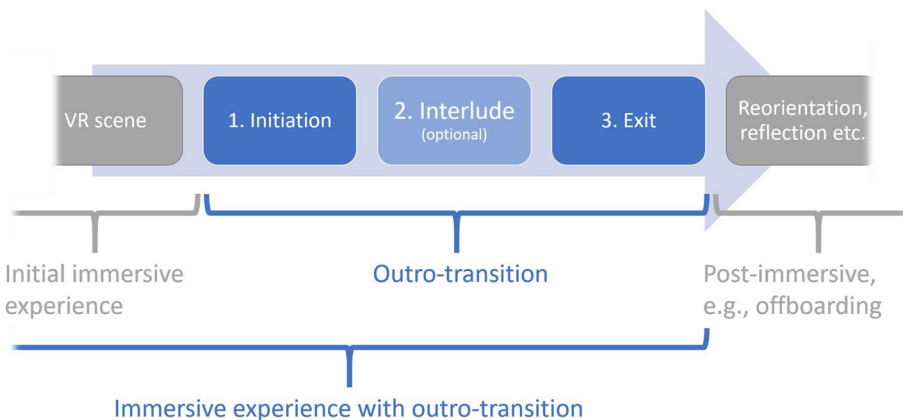 VR scene
1. Initiation
2. Interlude
(optional)
3. Exit
Reorientation,
reflection etc.
Initial immersive
experience
Outro-transition
Post-immersive,
e.g., offboarding
Immersive experience with outro-transition